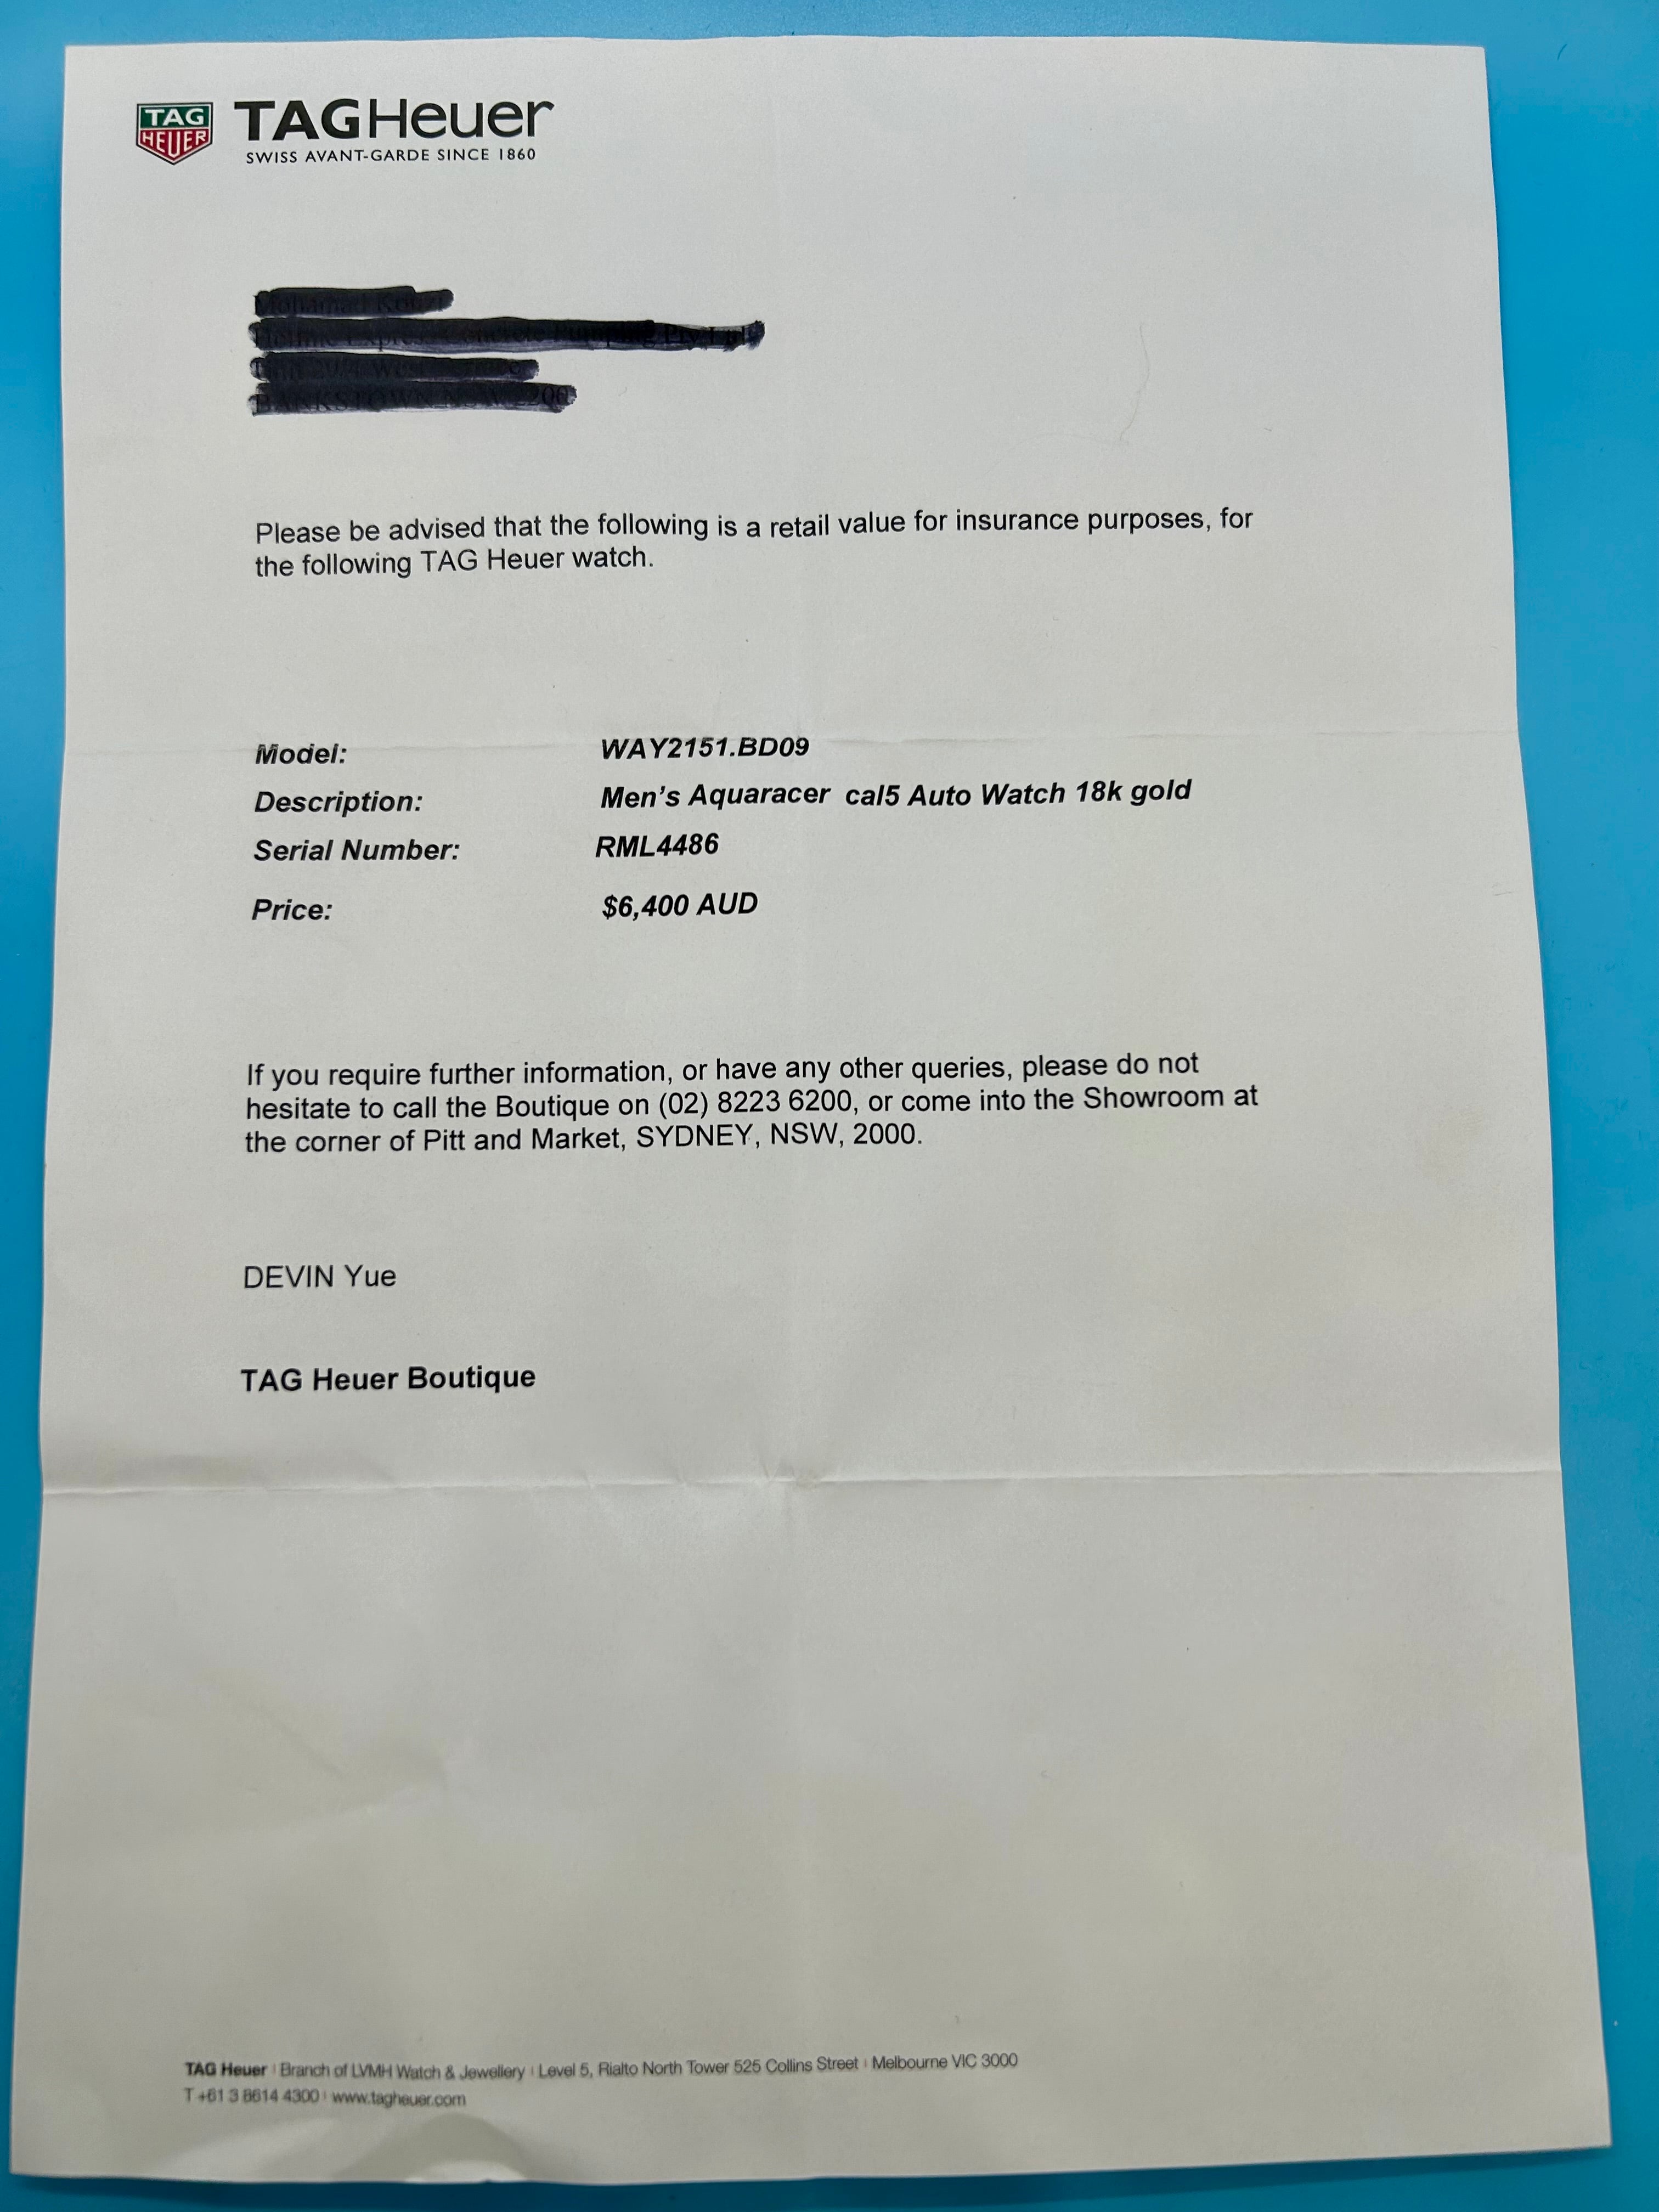 TAG
HEUER
TAGHeuer
SWISS AVANT-GARDE SINCE 1860
Please be advised that the following is a retail value for insurance purposes, for
the following TAG Heuer watch.
Model: WAY2151.BD09
Description: Men's Aquaracer cal5 Auto Watch 18k gold
Serial Number: RML4486
Price: $6,400 AUD
If you require further information, or have any other queries, please do not
hesitate to call the Boutique on (02) 8223 6200, or come into the Showroom at
the corner of Pitt and Market, SYDNEY, NSW, 2000.
DEVIN Yue
TAG Heuer Boutique
TAG Heuer | Branch of LVMH Watch & Jewellery | Level 5, Rialto North Tower 525 Collins Street | Melbourne VIC 3000
T +61 3 8614 4300 | www.tagheuer.com